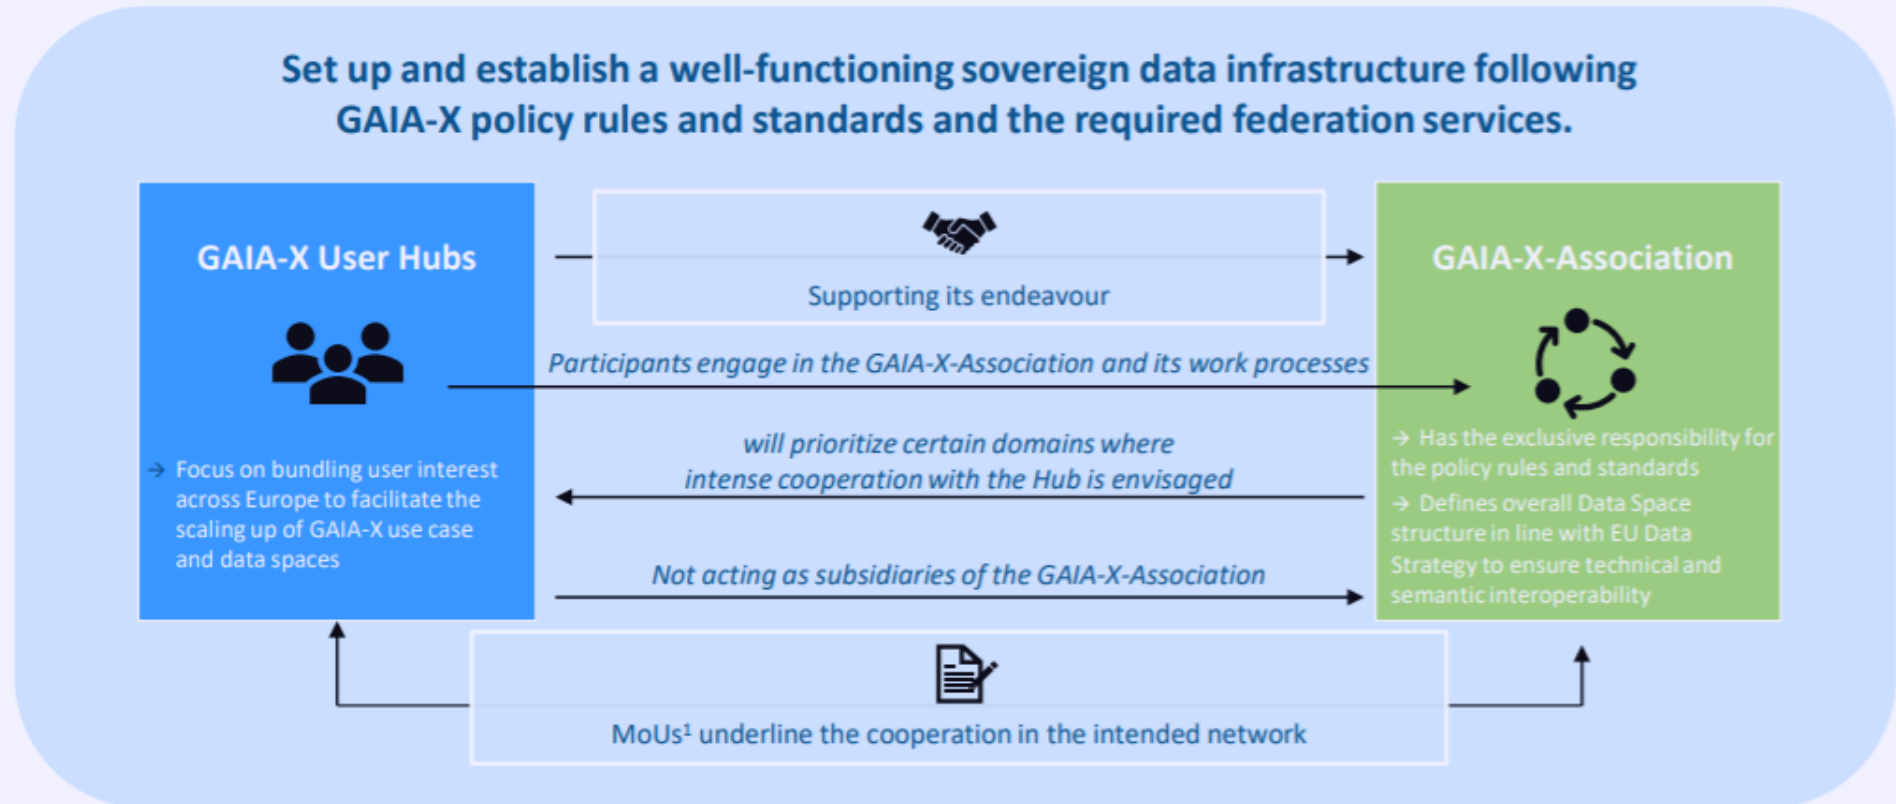 Set up and establish a well-functioning sovereign data infrastructure following
GAIA-X policy rules and standards and the required federation services.
GAIA-X User Hubs
→ Focus on bundling user interest
across Europe to facilitate the
scaling up of GAIA-X use case
and data spaces
Supporting its endeavour
Participants engage in the GAIA-X-Association and its work processes
will prioritize certain domains where
intense cooperation with the Hub is envisaged
Not acting as subsidiaries of the GAIA-X-Association
GAIA-X-Association
→ Has the exclusive responsibility for
the policy rules and standards
→ Defines overall Data Space
structure in line with EU Data
Strategy to ensure technical and
semantic interoperability
MoUs¹ underline the cooperation in the intended network